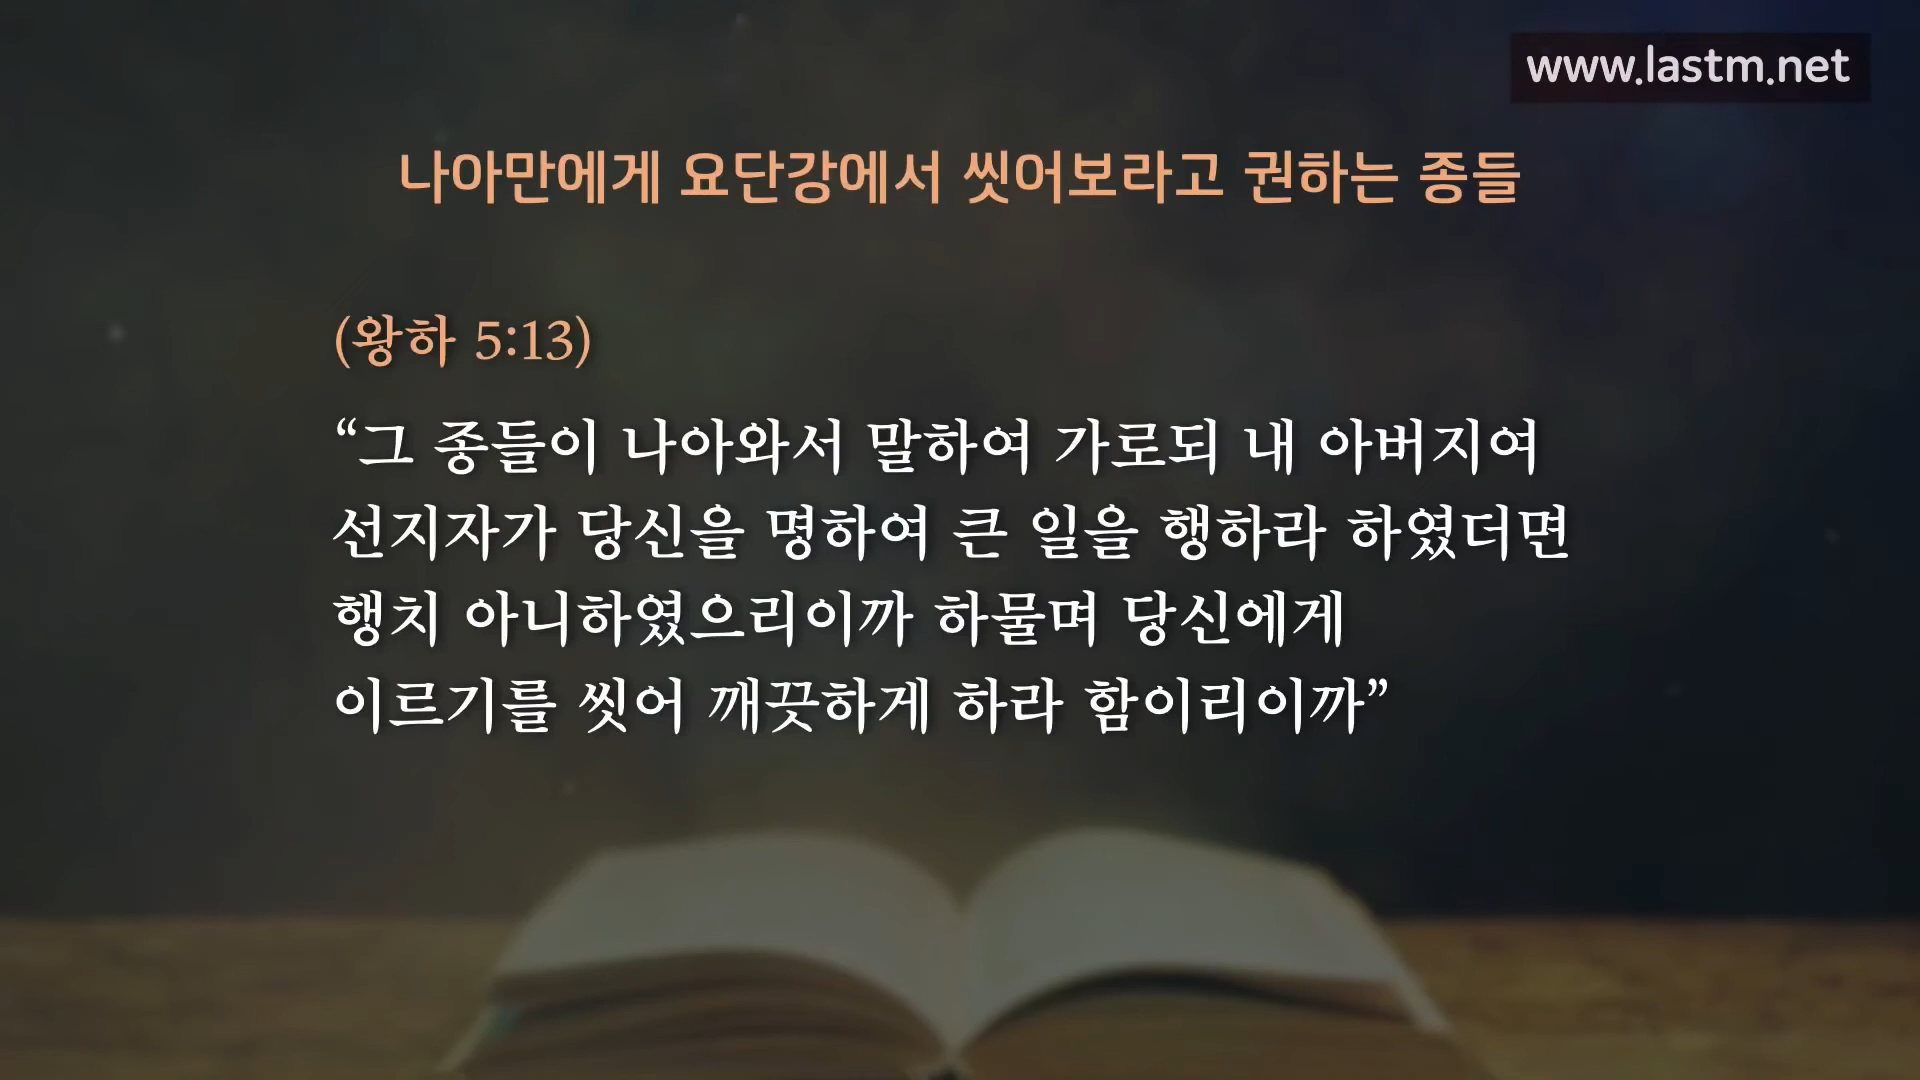 www.lastm.net
나아만에게 요단강에서 씻어보라고 권하는 종들
(왕하 5:13)
“그 종들이 나아와서 말하여 가로되 내 아버지여
선지자가 당신을 명하여 큰 일을 행하라 하였더면
행치 아니하였으리이까 하물며 당신에게
이르기를 씻어 깨끗하게 하라 함이리이까”